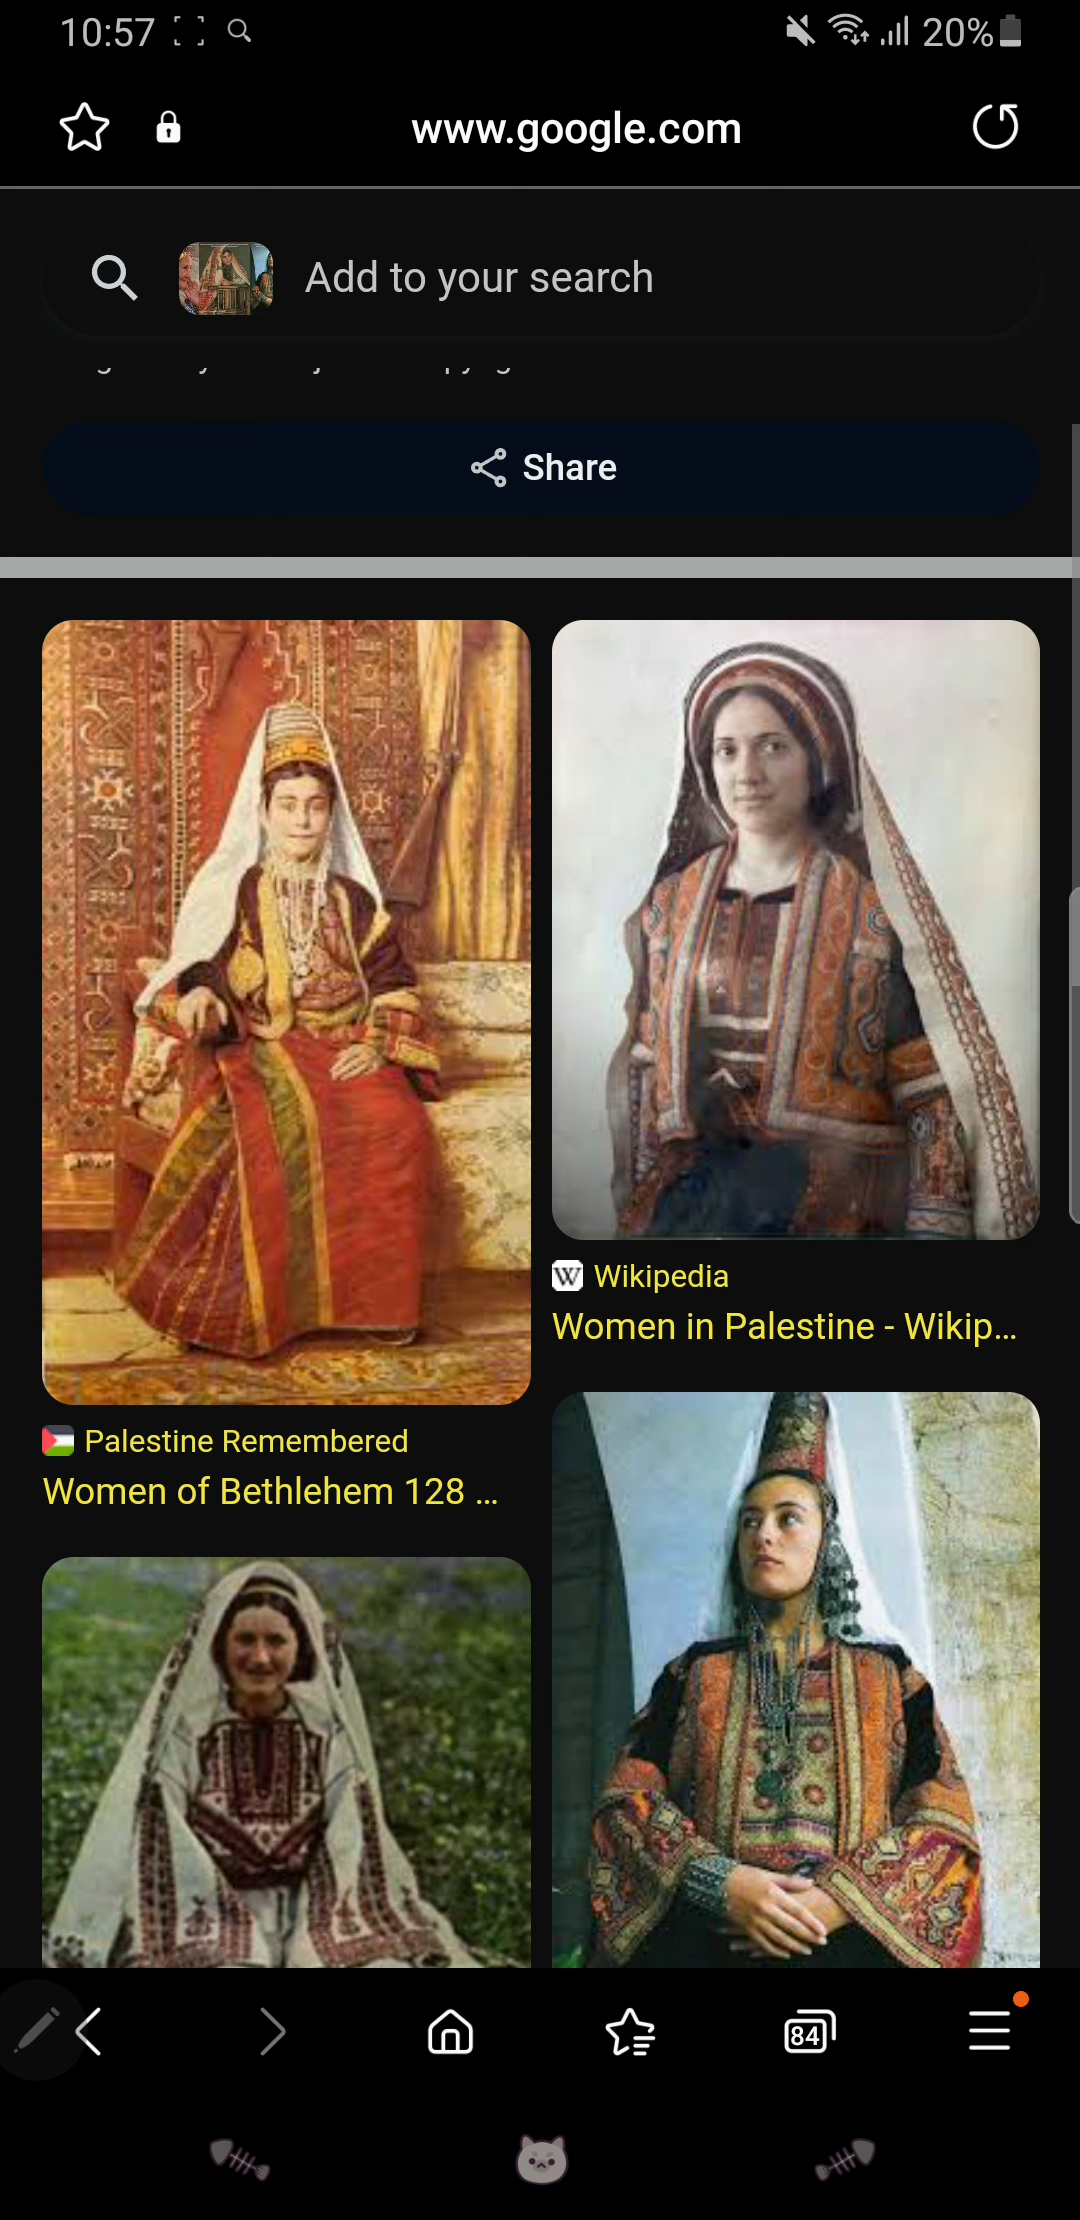 10:57
20%
www.google.com
Add to your search
Share
Wikipedia
Women in Palestine - Wikip...
Palestine Remembered
Women of Bethlehem 128 ...
84